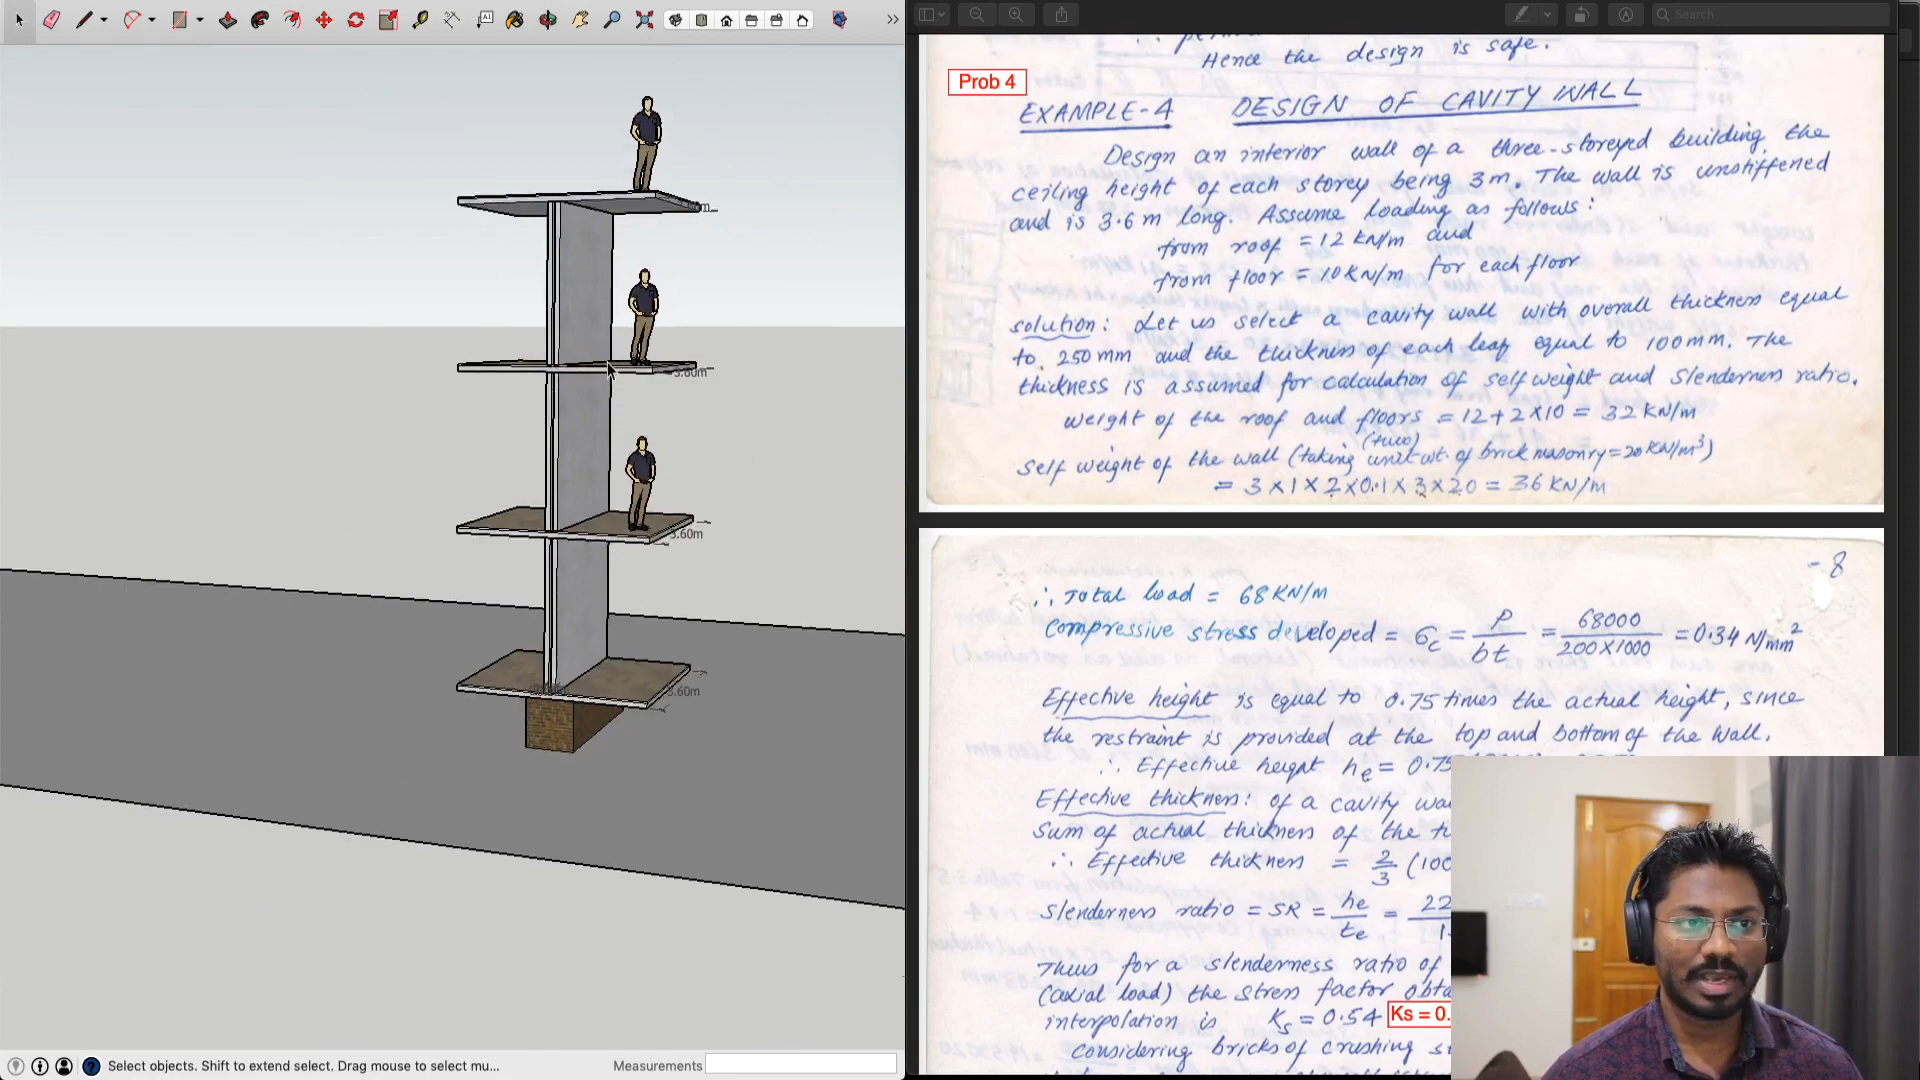 Search
∴
Hence the design is safe.
Prob 4
EXAMPLE-4 DESIGN OF CAVITY WALL
Design an interior wall of a three-storeyed building, the
ceiling height of each storey being 3m. The wall is unstiffened
and is 3.6 m long. Assume loading as follows:
from roof = 12 KN/m and
from floor = 10 KN/m for each floor
solution: Let us select a cavity wall with overall thickness equal
to 250 mm and the thickness of each leaf equal to 100mm. The
thickness is assumed for calculation of self weight and Slenderness ratio.
weight of the roof and floors = 12 + 2 X 10 = 32 KN/m
(two)
Self weight of the wall (taking unit wt. of brick masonry = 20 KN/m³)
= 3 X 1 X 2 X 0.1 X 3 X 20 = 36 KN/m
- 8
∴ Total load = 68 KN/m
Compressive stress developed = σc = P/bt = 68000/200X1000 = 0.34 N/mm²
Effective height is equal to 0.75 times the actual height, since
the restraint is provided at the top and bottom of the wall.
∴ Effective height he = 0.75
Effective thickness: of a cavity wa
Sum of actual thickness of the t
∴ Effective thickness = 2/3 (100
Slenderness ratio = SR = he/te = 22
Thus for a slenderness ratio of
(axial load) the stress factor obta
interpolation is Ks = 0.54 Ks = 0.
Considering bricks of crushing s
3.60m
3.60m
3.60m
Select objects. Shift to extend select. Drag mouse to select mu...
Measurements